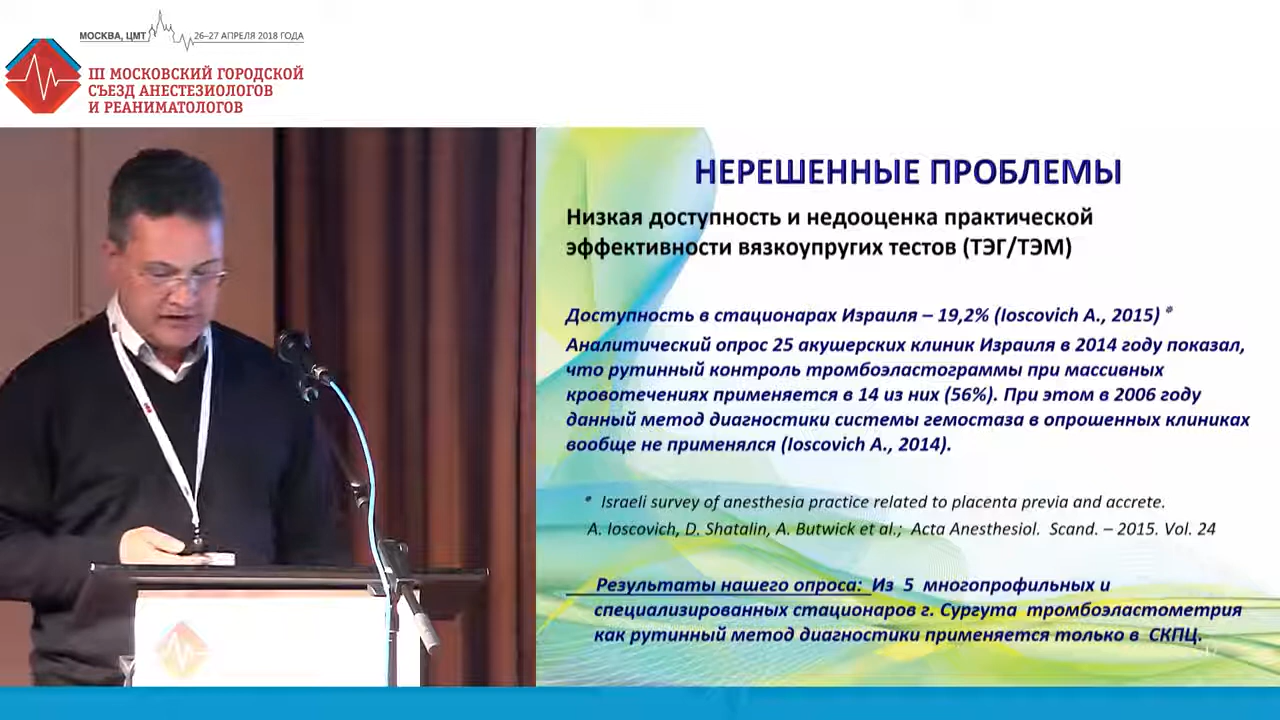 МОСКВА, ЦМТ 26–27 АПРЕЛЯ 2018 ГОДА
III МОСКОВСКИЙ ГОРОДСКОЙ
СЪЕЗД АНЕСТЕЗИОЛОГОВ
И РЕАНИМАТОЛОГОВ
НЕРЕШЕННЫЕ ПРОБЛЕМЫ
Низкая доступность и недооценка практической
эффективности вязкоупругих тестов (ТЭГ/ТЭМ)
Доступность в стационарах Израиля – 19,2% (Ioscovich A., 2015) *
Аналитический опрос 25 акушерских клиник Израиля в 2014 году показал,
что рутинный контроль тромбоэластограммы при массивных
кровотечениях применяется в 14 из них (56%). При этом в 2006 году
данный метод диагностики системы гемостаза в опрошенных клиниках
вообще не применялся (Ioscovich A., 2014).
* Israeli survey of anesthesia practice related to placenta previa and accrete.
A. Ioscovich, D. Shatalin, A. Butwick et al.; Acta Anesthesiol. Scand. – 2015. Vol. 24
Результаты нашего опроса: Из 5 многопрофильных и
специализированных стационаров г. Сургута тромбоэластометрия
как рутинный метод диагностики применяется только в СКПЦ.
17